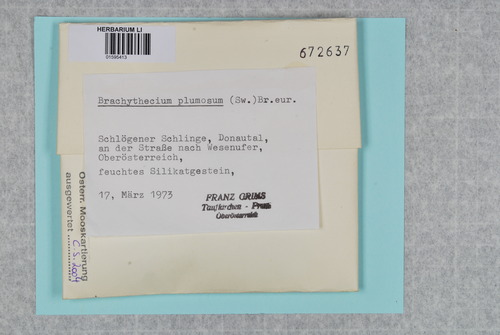 HERBARIUM LI
01595413
672637
Brachythecium plumosum (Sw.)Br.eur.
Schlögener Schlinge, Donautal,
an der Straße nach Wesenufer,
Oberösterreich,
feuchtes Silikatgestein,
17, März 1973
FRANZ GRIMS
Taufkirchen - Pram
Oberösterreich
Österr. Mooskartierung
ausgewertet